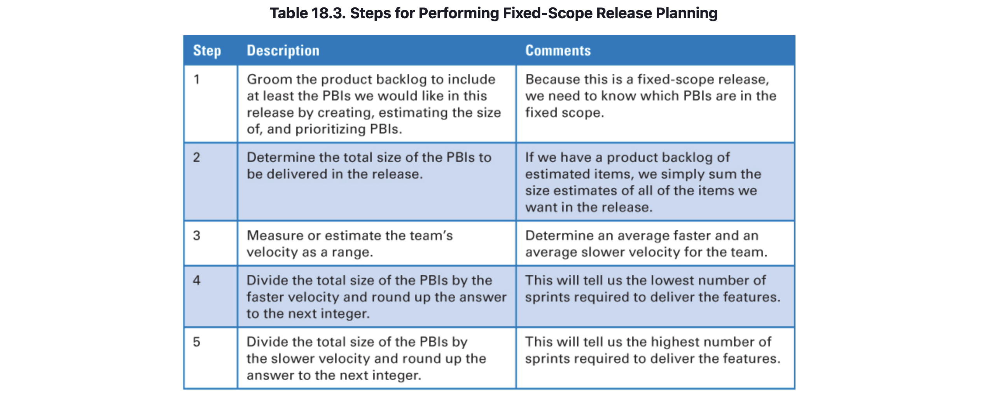 Table 18.3. Steps for Performing Fixed-Scope Release Planning
Step Description Comments
1
Groom the product backlog to include
at least the PBIs we would like in this
release by creating, estimating the size
of, and prioritizing PBIs.
Because this is a fixed-scope release,
we need to know which PBIs are in the
fixed scope.
2
Determine the total size of the PBIs to
be delivered in the release.
If we have a product backlog of
estimated items, we simply sum the
size estimates of all of the items we
want in the release.
3
Measure or estimate the team’s
velocity as a range.
Determine an average faster and an
average slower velocity for the team.
4
Divide the total size of the PBIs by the
faster velocity and round up the answer
to the next integer.
This will tell us the lowest number of
sprints required to deliver the features.
5
Divide the total size of the PBIs by
the slower velocity and round up the
answer to the next integer.
This will tell us the highest number of
sprints required to deliver the features.